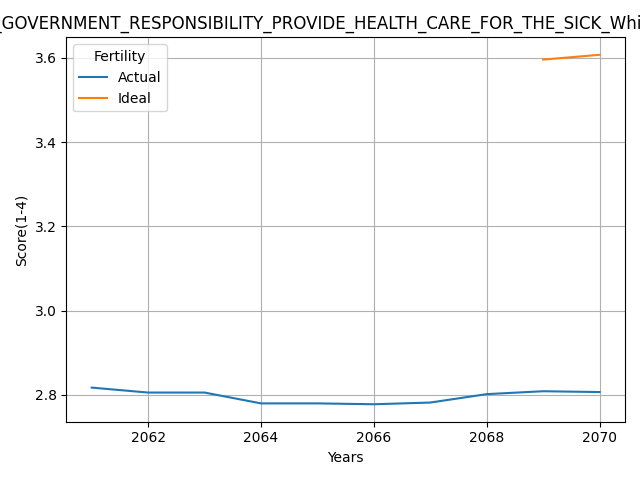 _GOVERNMENT_RESPONSIBILITY_PROVIDE_HEALTH_CARE_FOR_THE_SICK_Whi
Fertility
Actual
Ideal
3.6
3.4
3.2
3.0
2.8
Score(1-4)
2062 2064 2066 2068 2070
Years